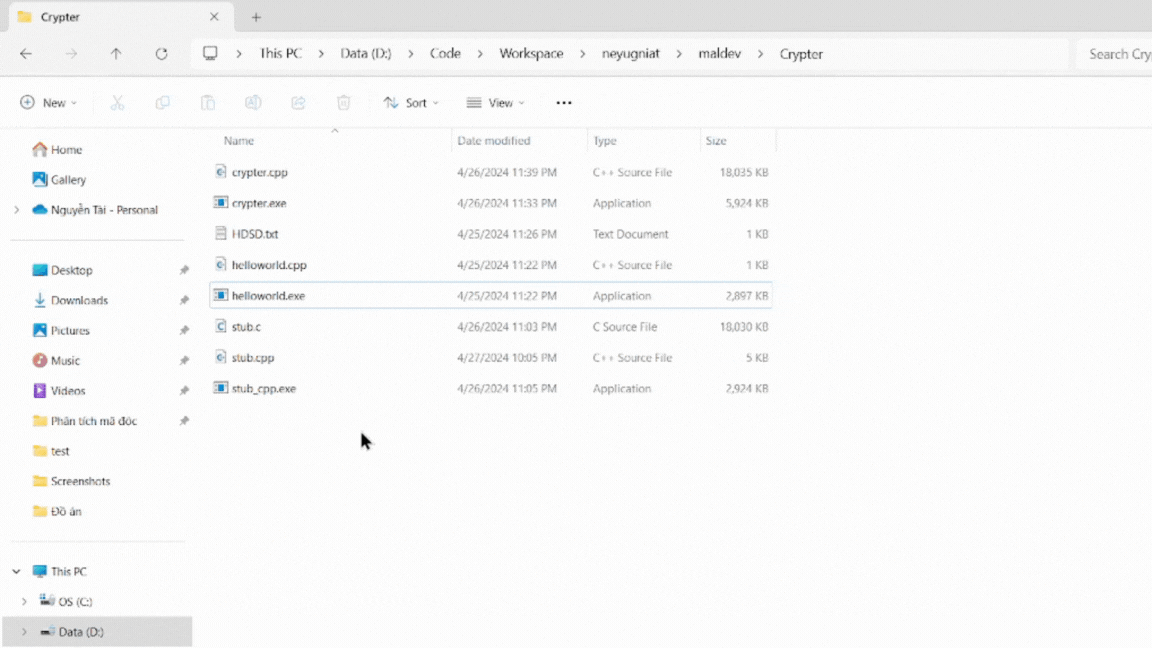 Crypter
This PC > Data (D:) > Code > Workspace > neyugniat > maldev > Crypter
Search Cry
New
Sort
View
Name Date modified Type Size
crypter.cpp 4/26/2024 11:39 PM C++ Source File 18,035 KB
crypter.exe 4/26/2024 11:33 PM Application 5,924 KB
HDSD.txt 4/25/2024 11:26 PM Text Document 1 KB
helloworld.cpp 4/25/2024 11:22 PM C++ Source File 1 KB
helloworld.exe 4/25/2024 11:22 PM Application 2,897 KB
stub.c 4/26/2024 11:03 PM C Source File 18,030 KB
stub.cpp 4/27/2024 10:05 PM C++ Source File 5 KB
stub_cpp.exe 4/26/2024 11:05 PM Application 2,924 KB
Home
Gallery
Nguyễn Tài - Personal
Desktop
Downloads
Pictures
Music
Videos
Phân tích mã độc
test
Screenshots
Đồ án
This PC
OS (C:)
Data (D:)